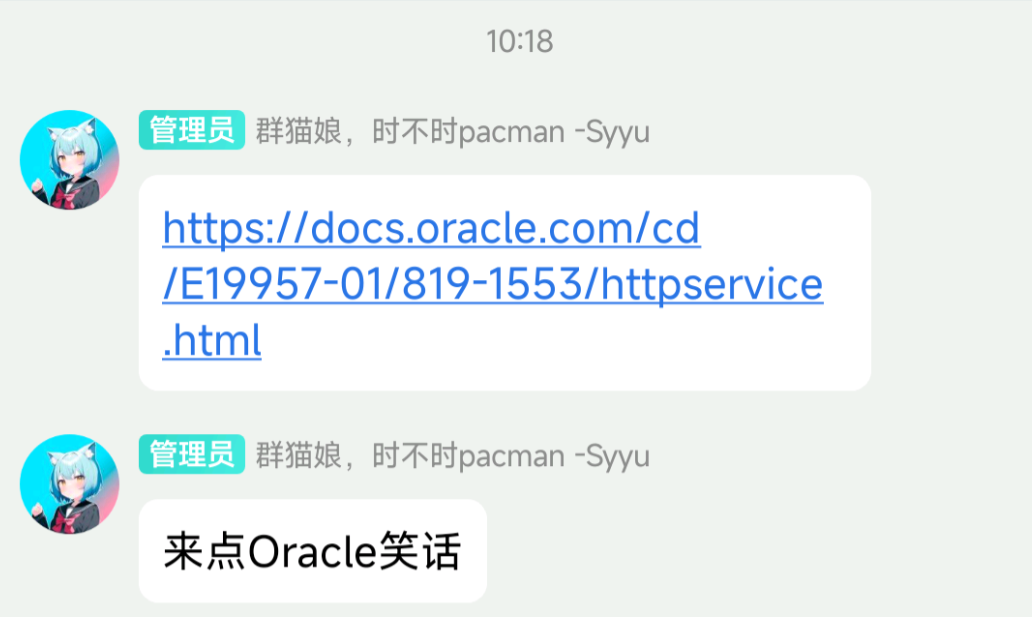 10:18
管理员 群猫娘，时不时pacman -Syyu
https://docs.oracle.com/cd
/E19957-01/819-1553/httpservice
.html
管理员 群猫娘，时不时pacman -Syyu
来点Oracle笑话